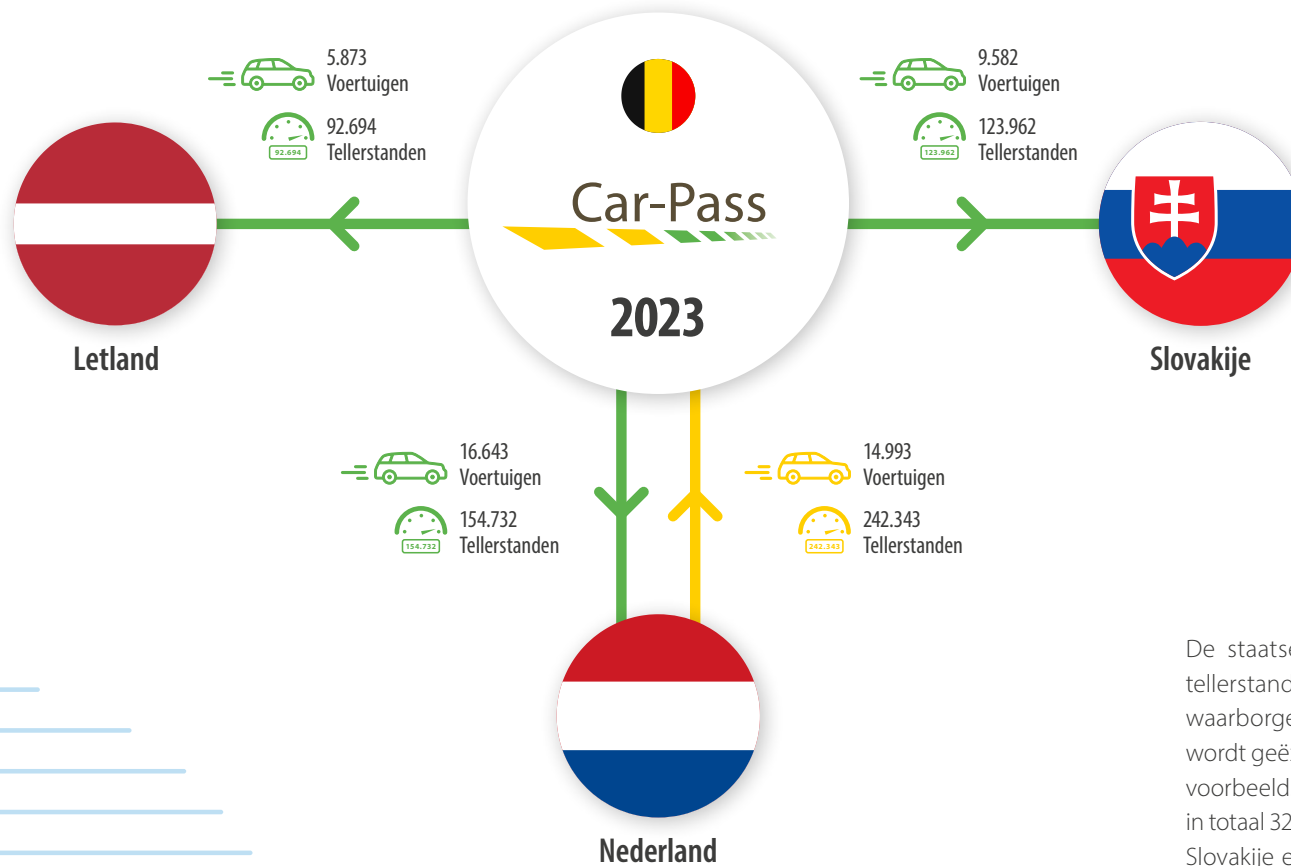 5.873
Voertuigen
92.694
92.694
Tellerstanden
Car-Pass
2023
9.582
Voertuigen
123.962
123.962
Tellerstanden
Letland
Slovakije
16.643
Voertuigen
154.732
154.732
Tellerstanden
14.993
Voertuigen
242.343
242.343
Tellerstanden
Nederland
De staatse
tellerstand
waarborge
wordt geë
voorbeeld
in totaal 32
Slovakije e